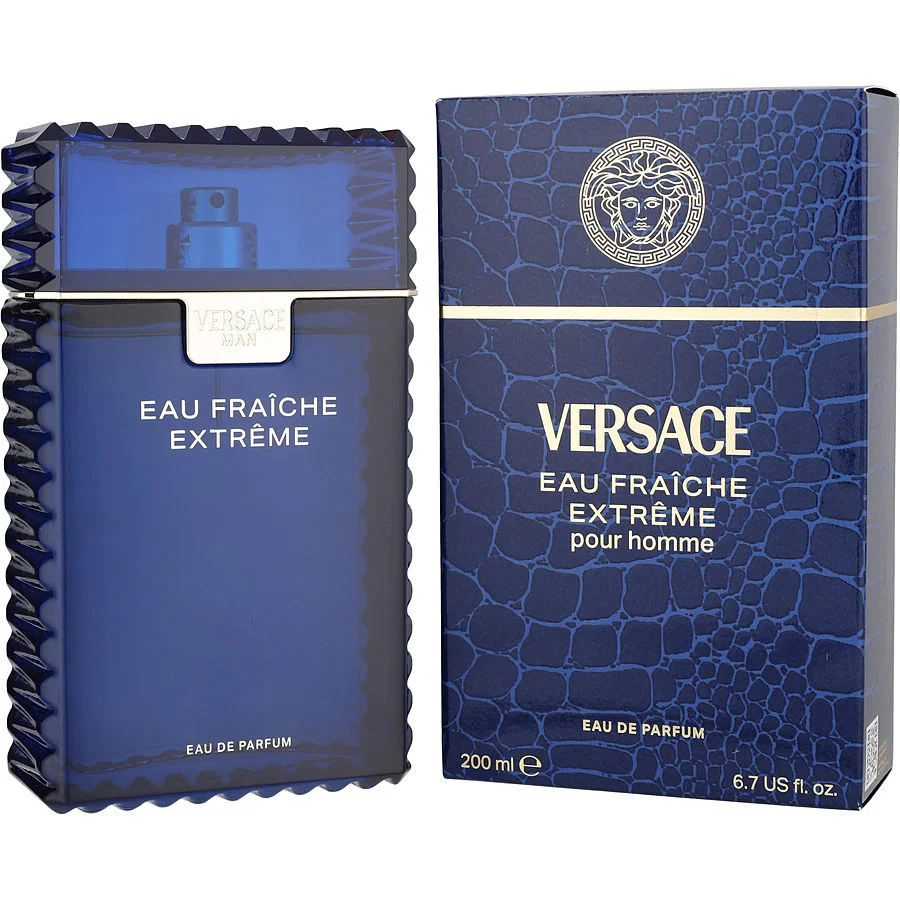 VERSACE
MAN
EAU FRAÎCHE
EXTRÊME
EAU DE PARFUM
VERSACE
EAU FRAÎCHE
EXTRÊME
pour homme
EAU DE PARFUM
200 ml ℮
6.7 US fl. oz.